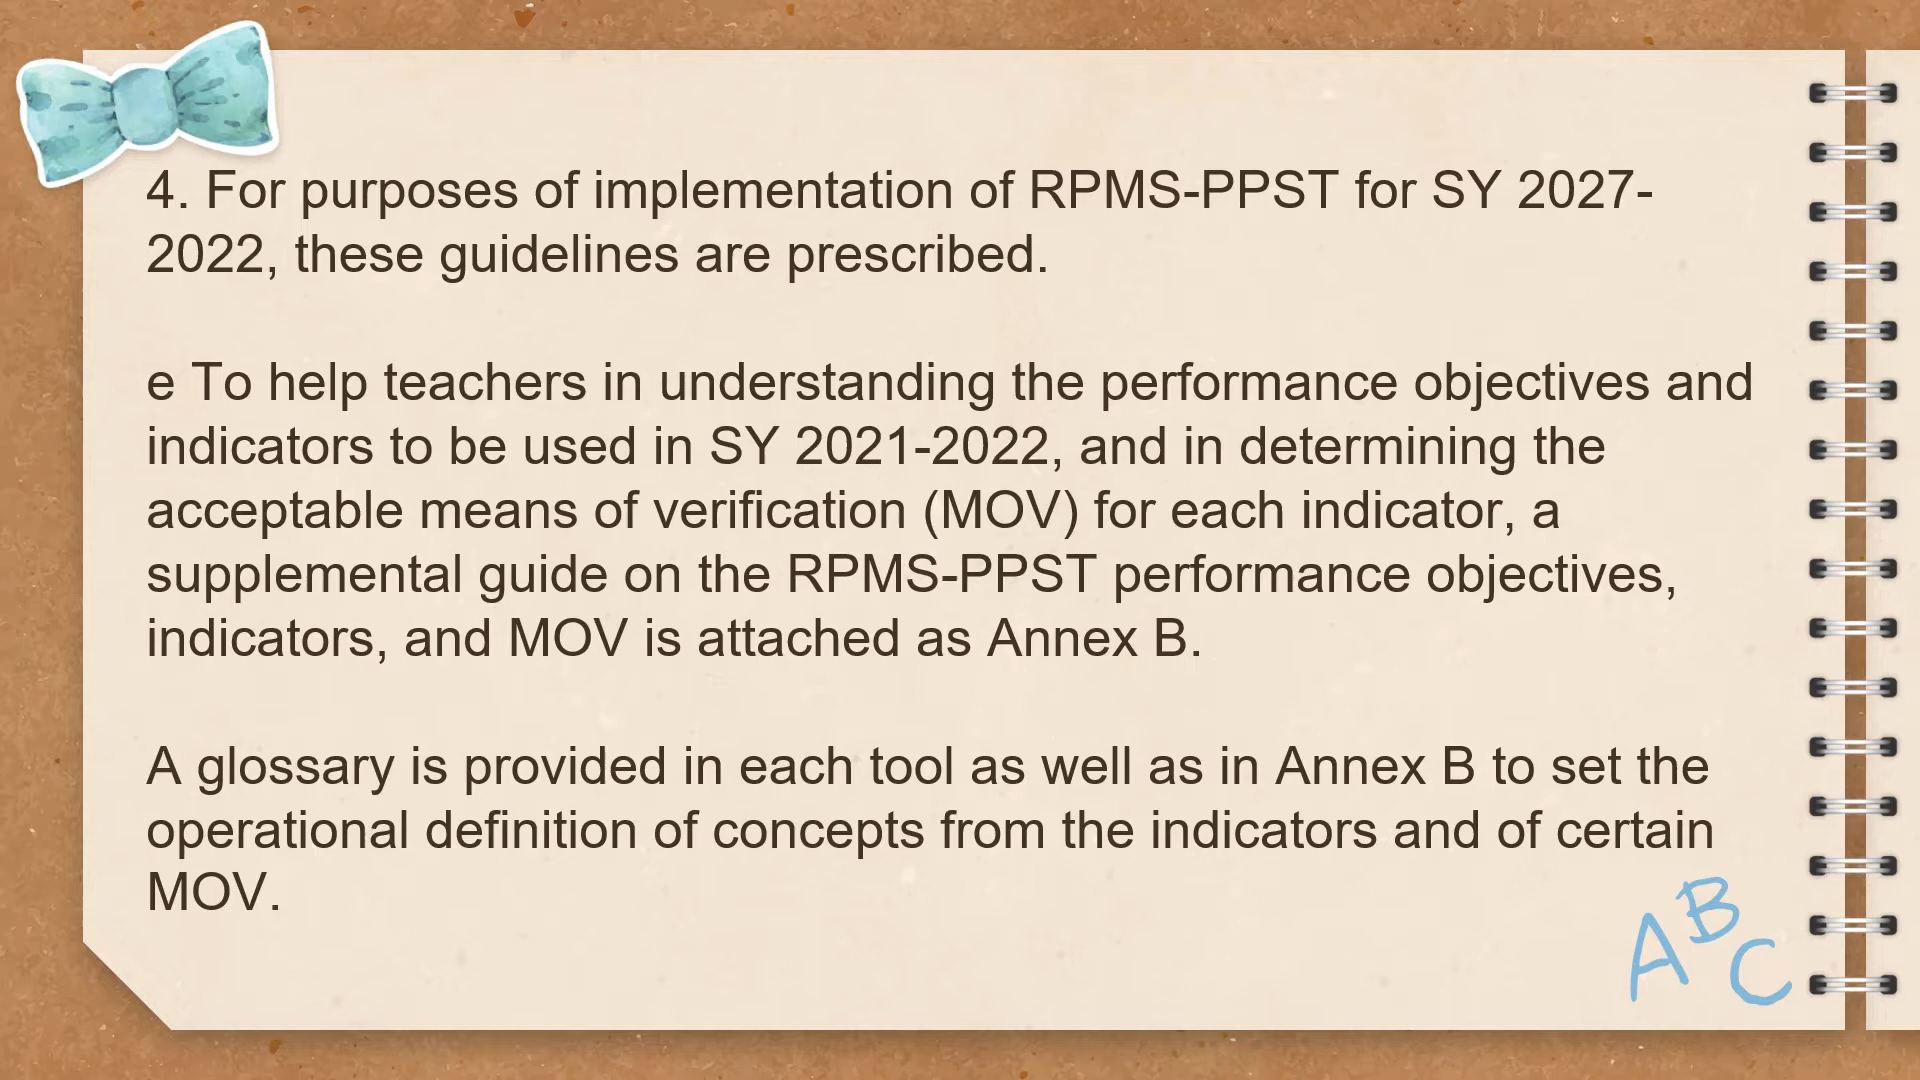 4. For purposes of implementation of RPMS-PPST for SY 2027-
2022, these guidelines are prescribed.
e To help teachers in understanding the performance objectives and
indicators to be used in SY 2021-2022, and in determining the
acceptable means of verification (MOV) for each indicator, a
supplemental guide on the RPMS-PPST performance objectives,
indicators, and MOV is attached as Annex B.
A glossary is provided in each tool as well as in Annex B to set the
operational definition of concepts from the indicators and of certain
MOV.
A B C